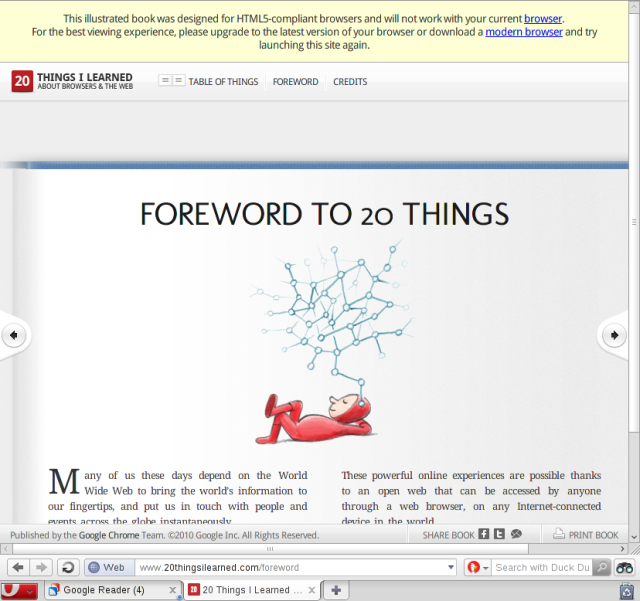 This illustrated book was designed for HTML5-compliant browsers and will not work with your current browser.
For the best viewing experience, please upgrade to the latest version of your browser or download a modern browser and try
launching this site again.
20 THINGS I LEARNED
ABOUT BROWSERS & THE WEB
TABLE OF THINGS FOREWORD CREDITS
FOREWORD TO 20 THINGS
Many of us these days depend on the World
Wide Web to bring the world's information to
our fingertips, and put us in touch with people and
events across the globe instantaneously.
These powerful online experiences are possible thanks
to an open web that can be accessed by anyone
through a web browser, on any Internet-connected
device in the world.
Published by the Google Chrome Team. ©2010 Google Inc. All Rights Reserved. SHARE BOOK PRINT BOOK
Web www.20thingsilearned.com/foreword Search with Duck Du
Google Reader (4) 20 Things I Learned ...